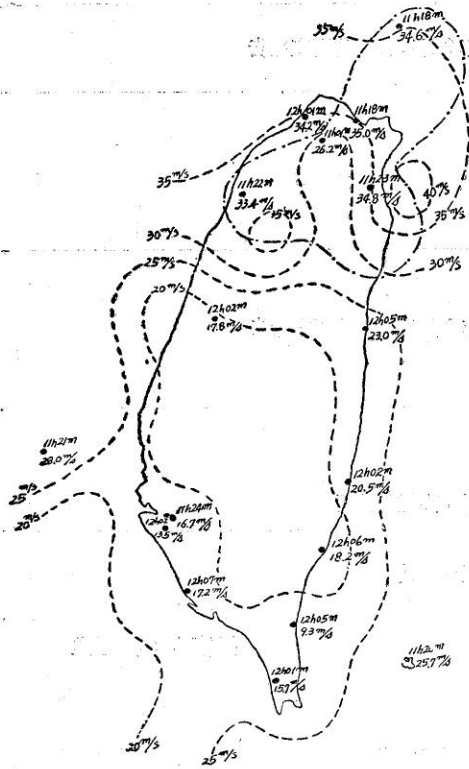 35m/s
11h18m
34.6m/s
12h01m
34.2m/s
11h18m
35.0m/s
26.2m/s
35m/s
11h22m
33.4m/s
11h23m
34.8m/s
40m/s
35m/s
30m/s
25m/s
30m/s
20m/s
12h02m
17.8m/s
12h05m
23.0m/s
11h21m
28.0m/s
25m/s
20m/s
12h02m
20.5m/s
11h24m
16.7m/s
12h02
13.5m/s
12h06m
18.2m/s
12h07m
17.2m/s
12h05m
9.3m/s
25.7m/s
12h01m
15.7m/s
20m/s
25m/s